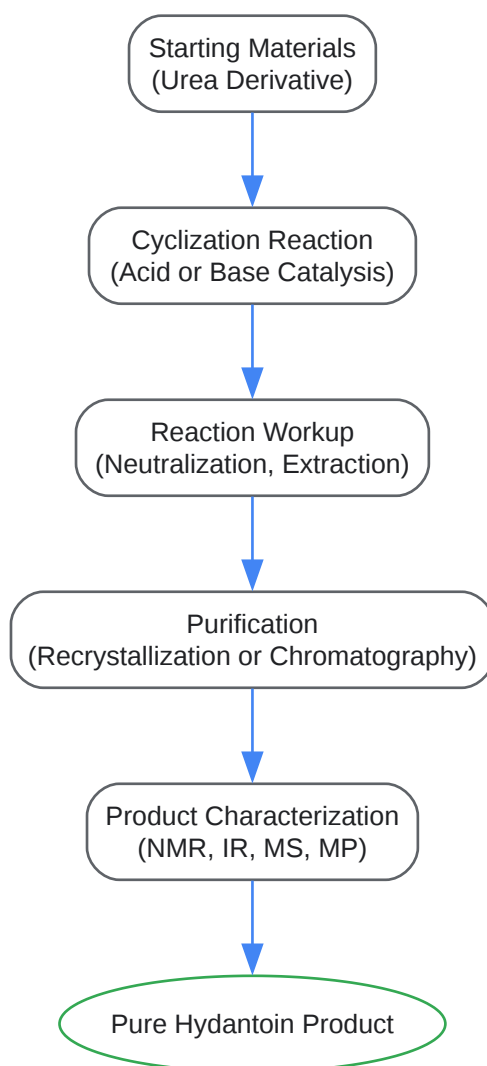 Starting Materials
(Urea Derivative)
Cyclization Reaction
(Acid or Base Catalysis)
Reaction Workup
(Neutralization, Extraction)
Purification
(Recrystallization or Chromatography)
Product Characterization
(NMR, IR, MS, MP)
Pure Hydantoin Product